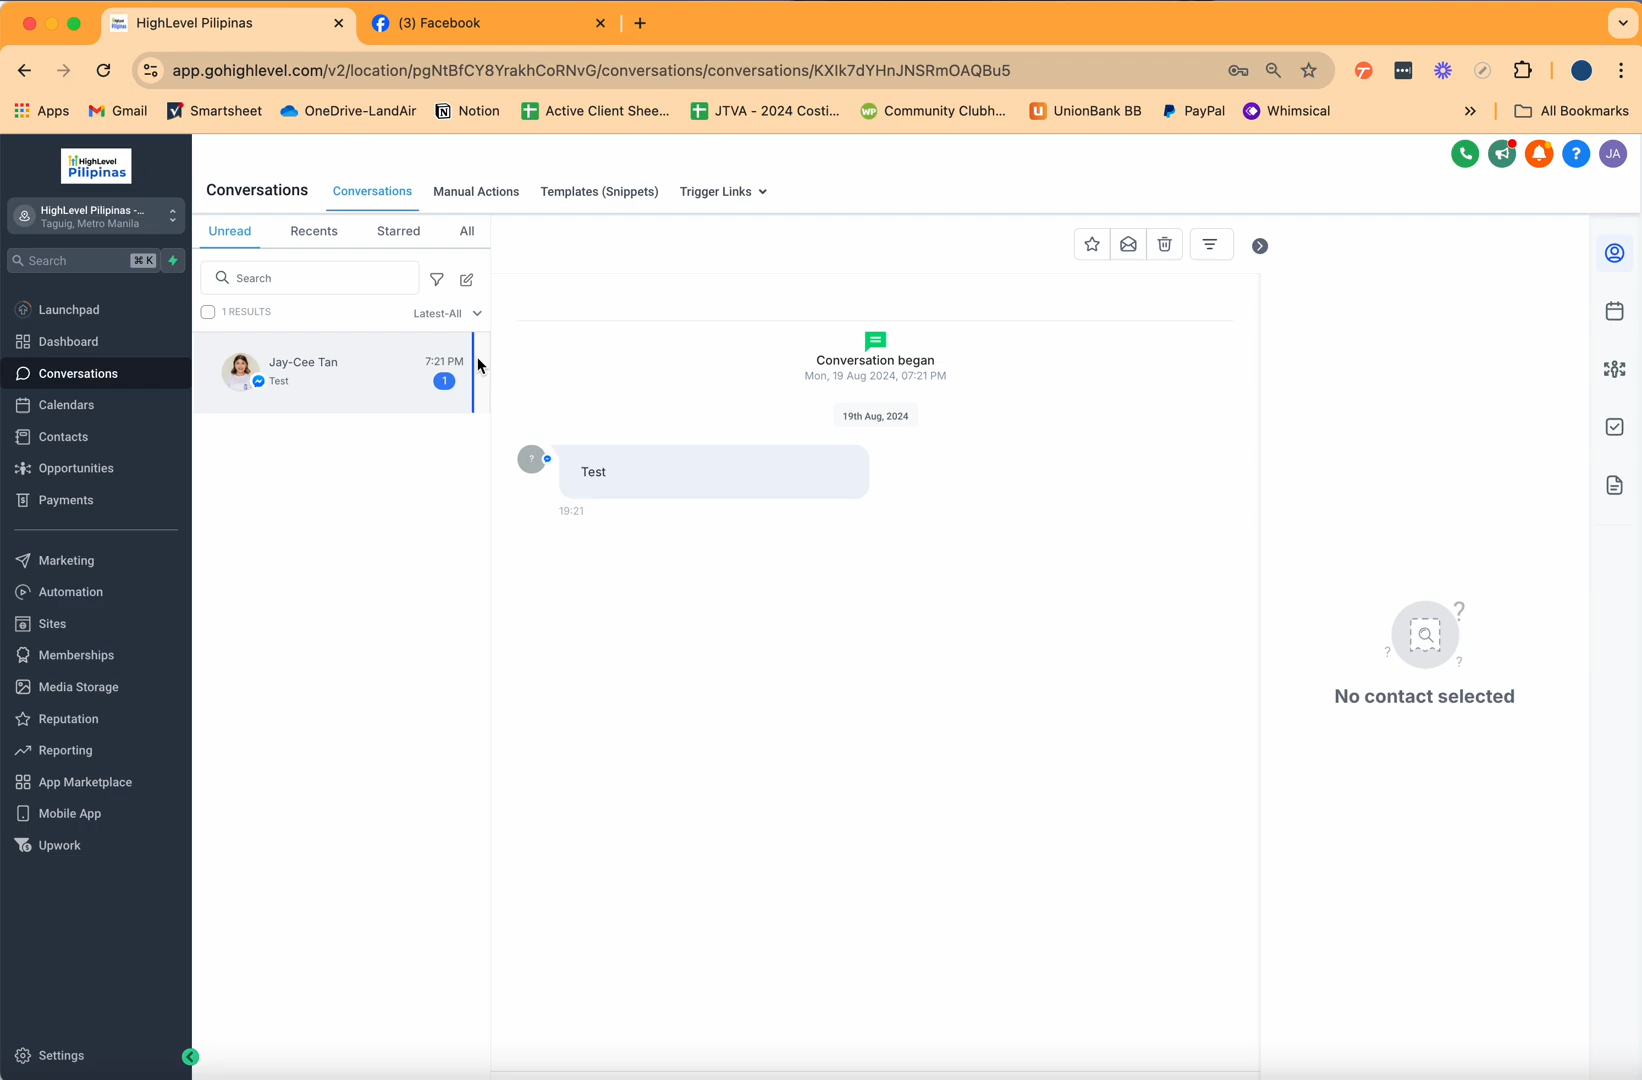 HighLevel Pilipinas
(3) Facebook
app.gohighlevel.com/v2/location/pgNtBfCY8YrakhCoRNvG/conversations/conversations/KXIk7dYHnJNSRmOAQBu5
Apps
Gmail
Smartsheet
OneDrive-LandAir
Notion
Active Client Shee...
JTVA - 2024 Costi...
Community Clubh...
UnionBank BB
PayPal
Whimsical
All Bookmarks
HighLevel
Pilipinas
HighLevel Pilipinas -...
Taguig, Metro Manila
Search ⌘ K
Launchpad
Dashboard
Conversations
Calendars
Contacts
Opportunities
Payments
Marketing
Automation
Sites
Memberships
Media Storage
Reputation
Reporting
App Marketplace
Mobile App
Upwork
Settings
JA
Conversations
Conversations
Manual Actions
Templates (Snippets)
Trigger Links
Unread
Recents
Starred
All
Search
1 RESULTS
Latest-All
Jay-Cee Tan
7:21 PM
Test
1
Conversation began
Mon, 19 Aug 2024, 07:21 PM
19th Aug, 2024
?
Test
19:21
No contact selected